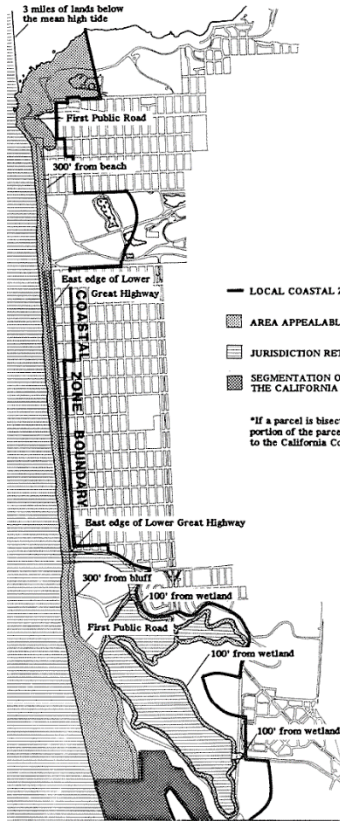 3 miles of lands below
the mean high tide
First Public Road
300' from beach
East edge of Lower
Great Highway
COASTAL ZONE BOUNDARY
LOCAL COASTAL
AREA APPEALABL
JURISDICTION RET
SEGMENTATION O
THE CALIFORNIA
*If a parcel is bisec
portion of the parce
to the California Co
East edge of Lower Great Highway
300' from bluff
100' from wetland
First Public Road
100' from wetland
100' from wetland